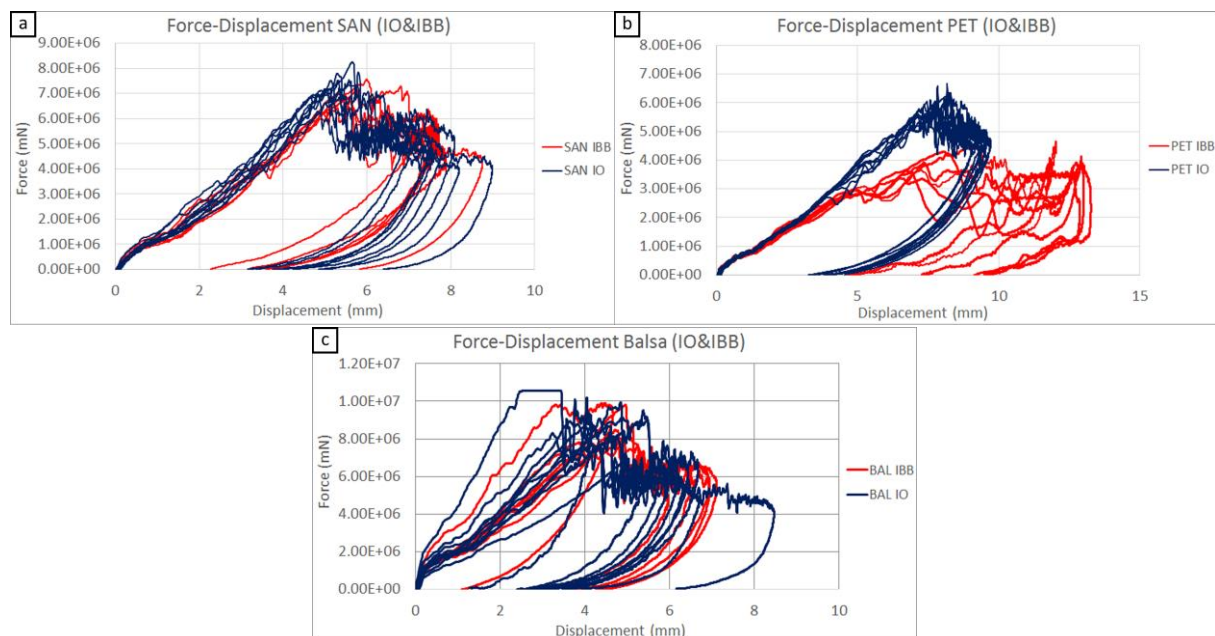 a
Force-Displacement SAN (IO&IBB)
9.00E+06
8.00E+06
7.00E+06
6.00E+06
5.00E+06
4.00E+06
3.00E+06
2.00E+06
1.00E+06
0.00E+00
Force (mN)
0 2 4 6 8 10
Displacement (mm)
SAN IBB
SAN IO
b
Force-Displacement PET (IO&IBB)
8.00E+06
7.00E+06
6.00E+06
5.00E+06
4.00E+06
3.00E+06
2.00E+06
1.00E+06
0.00E+00
Force (mN)
0 5 10 15
Displacement (mm)
PET IBB
PET IO
c
Force-Displacement Balsa (IO&IBB)
1.20E+07
1.00E+07
8.00E+06
6.00E+06
4.00E+06
2.00E+06
0.00E+00
Force (mN)
0 2 4 6 8 10
Displacement (mm)
BAL IBB
BAL IO